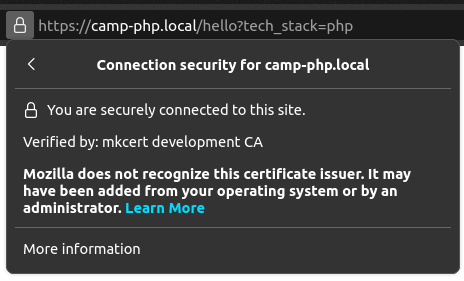 https://camp-php.local/hello?tech_stack=php
Connection security for camp-php.local
You are securely connected to this site.
Verified by: mkcert development CA
Mozilla does not recognize this certificate issuer. It may
have been added from your operating system or by an
administrator. Learn More
More information